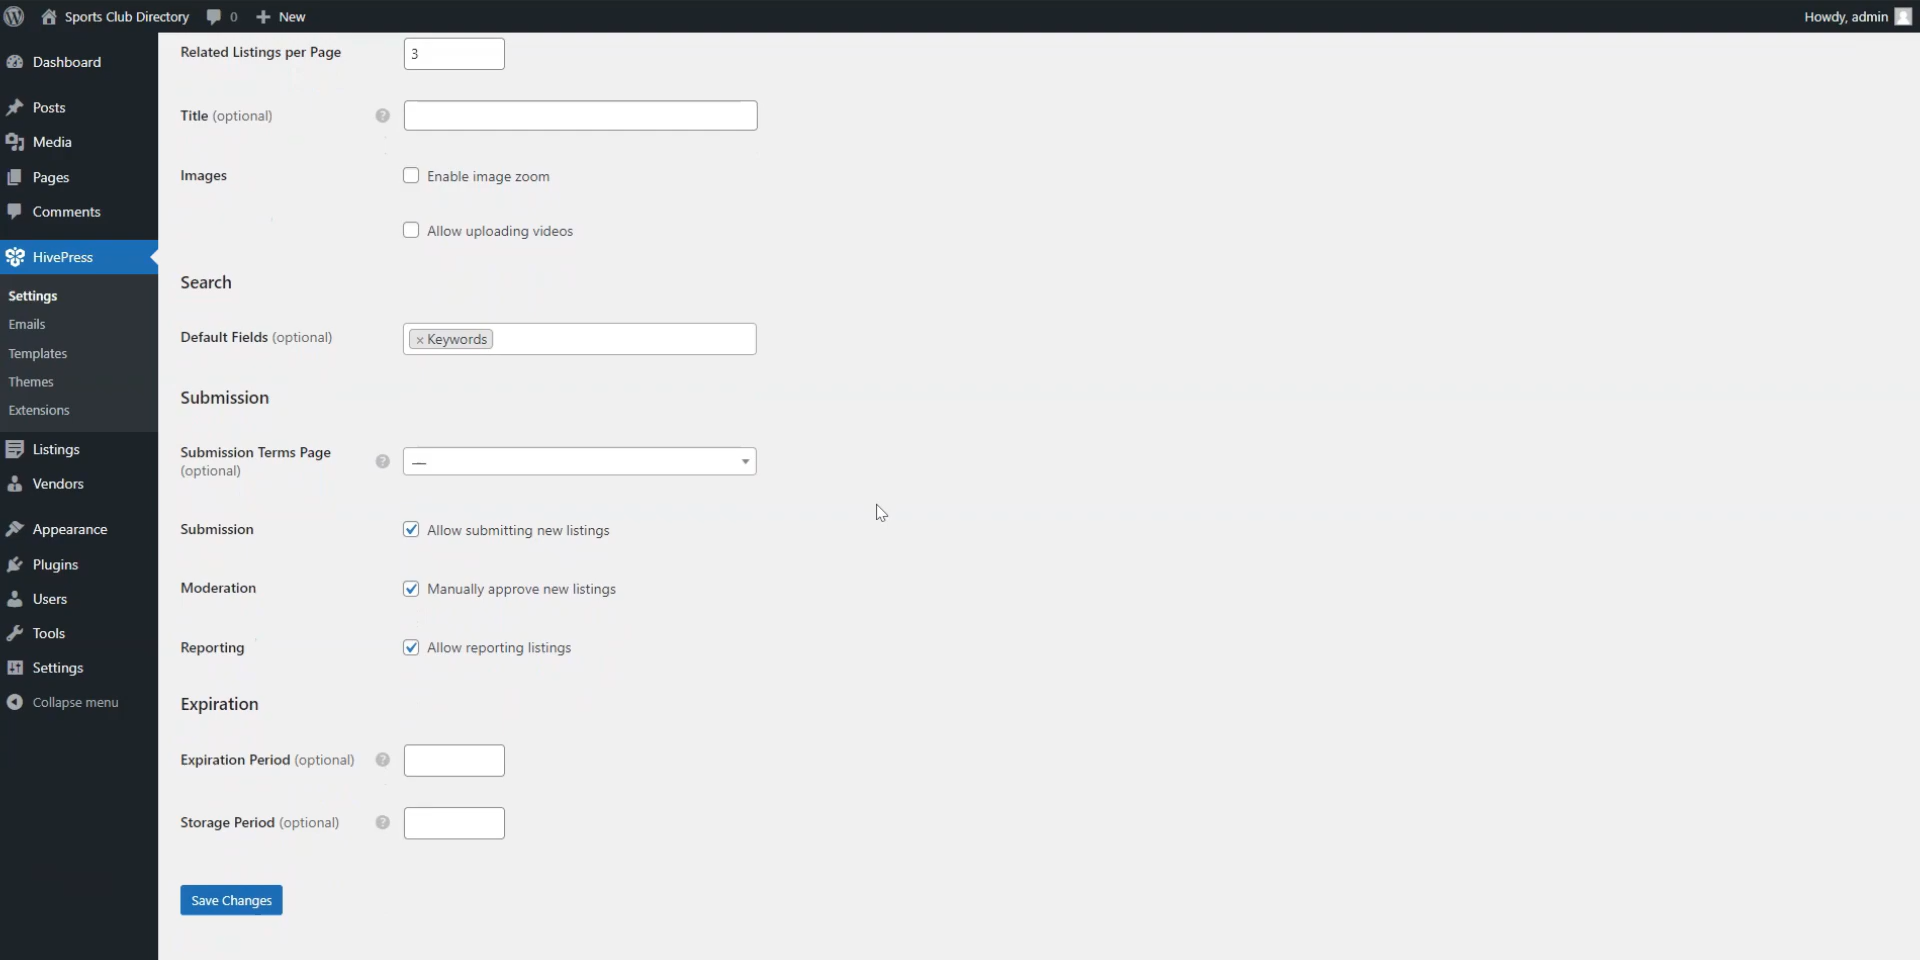 Sports Club Directory 0 New Howdy, admin
Dashboard
Posts
Media
Pages
Comments
HivePress
Settings
Emails
Templates
Themes
Extensions
Listings
Vendors
Appearance
Plugins
Users
Tools
Settings
Collapse menu
Related Listings per Page 3
Title (optional) ?
Images Enable image zoom
Allow uploading videos
Search
Default Fields (optional) × Keywords
Submission
Submission Terms Page
(optional) ? —
Submission Allow submitting new listings
Moderation Manually approve new listings
Reporting Allow reporting listings
Expiration
Expiration Period (optional) ?
Storage Period (optional) ?
Save Changes